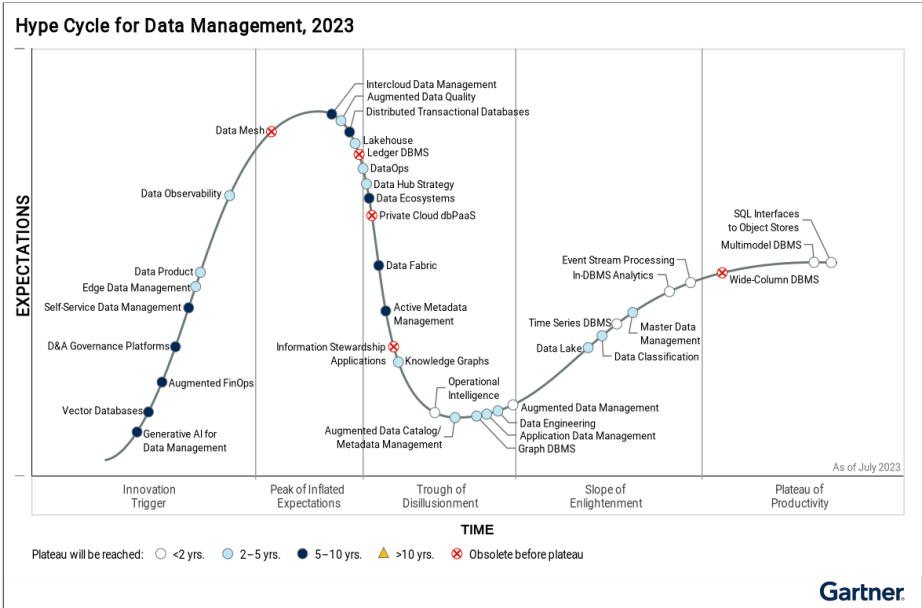 Hype Cycle for Data Management, 2023
EXPECTATIONS
Intercloud Data Management
Augmented Data Quality
Distributed Transactional Databases
Data Mesh
Lakehouse
Ledger DBMS
DataOps
Data Hub Strategy
Data Observability
Data Ecosystems
Private Cloud dbPaaS
SQL Interfaces
to Object Stores
Multimodel DBMS
Event Stream Processing
In-DBMS Analytics
Wide-Column DBMS
Data Product
Data Fabric
Edge Data Management
Self-Service Data Management
Active Metadata
Management
Time Series DBMS
Master Data
Management
D&A Governance Platforms
Information Stewardship
Applications
Knowledge Graphs
Data Lake
Data Classification
Augmented FinOps
Operational
Intelligence
Vector Databases
Augmented Data Management
Data Engineering
Generative AI for
Data Management
Augmented Data Catalog/
Metadata Management
Application Data Management
Graph DBMS
As of July 2023
Innovation
Trigger
Peak of Inflated
Expectations
Trough of
Disillusionment
Slope of
Enlightenment
Plateau of
Productivity
TIME
Plateau will be reached: <2 yrs. 2–5 yrs. 5–10 yrs. >10 yrs. Obsolete before plateau
Gartner.